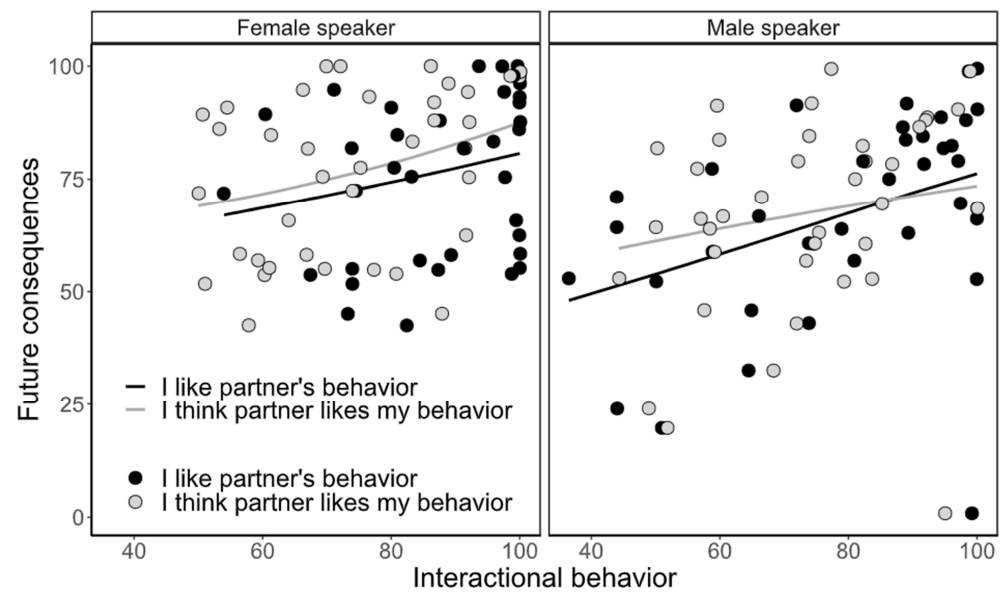 Female speaker
Male speaker
Future consequences
100
75
50
25
0
I like partner's behavior
I think partner likes my behavior
I like partner's behavior
I think partner likes my behavior
40 60 80 100
40 60 80 100
Interactional behavior